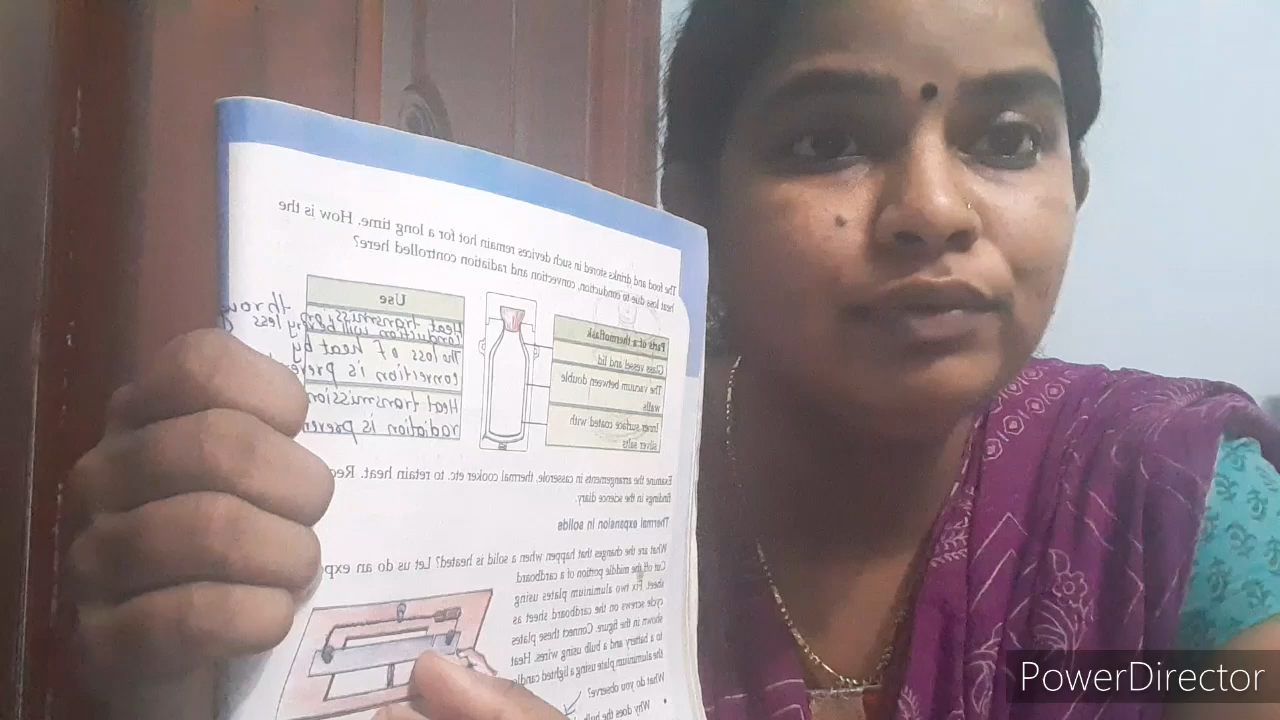 The food and drinks stored in such devices remain hot for a long time. How is the
heat loss due to conduction, convection and radiation controlled here?
Parts of a thermoflask
Glass vessel and lid
The vacuum between double
walls
Inner surface coated with
silver salts
Use
Heat transmission throu
conduction will be very less
The loss of heat by
convection is preve
Heat transmission
radiation is preven
Examine the arrangements in casserole, thermal cooker etc. to retain heat. Rec
findings in the science diary.
Thermal expansion in solids
What are the changes that happen when a solid is heated? Let us do an expe
Cut off the middle portion of a cardboard
sheet. Fix two aluminium plates using
cycle screws on the cardboard sheet as
shown in the figure. Connect these plates
to a battery and a bulb using wires. Heat
the aluminium plate using a lighted candle
What do you observe?
• Why does the bulb
PowerDirector